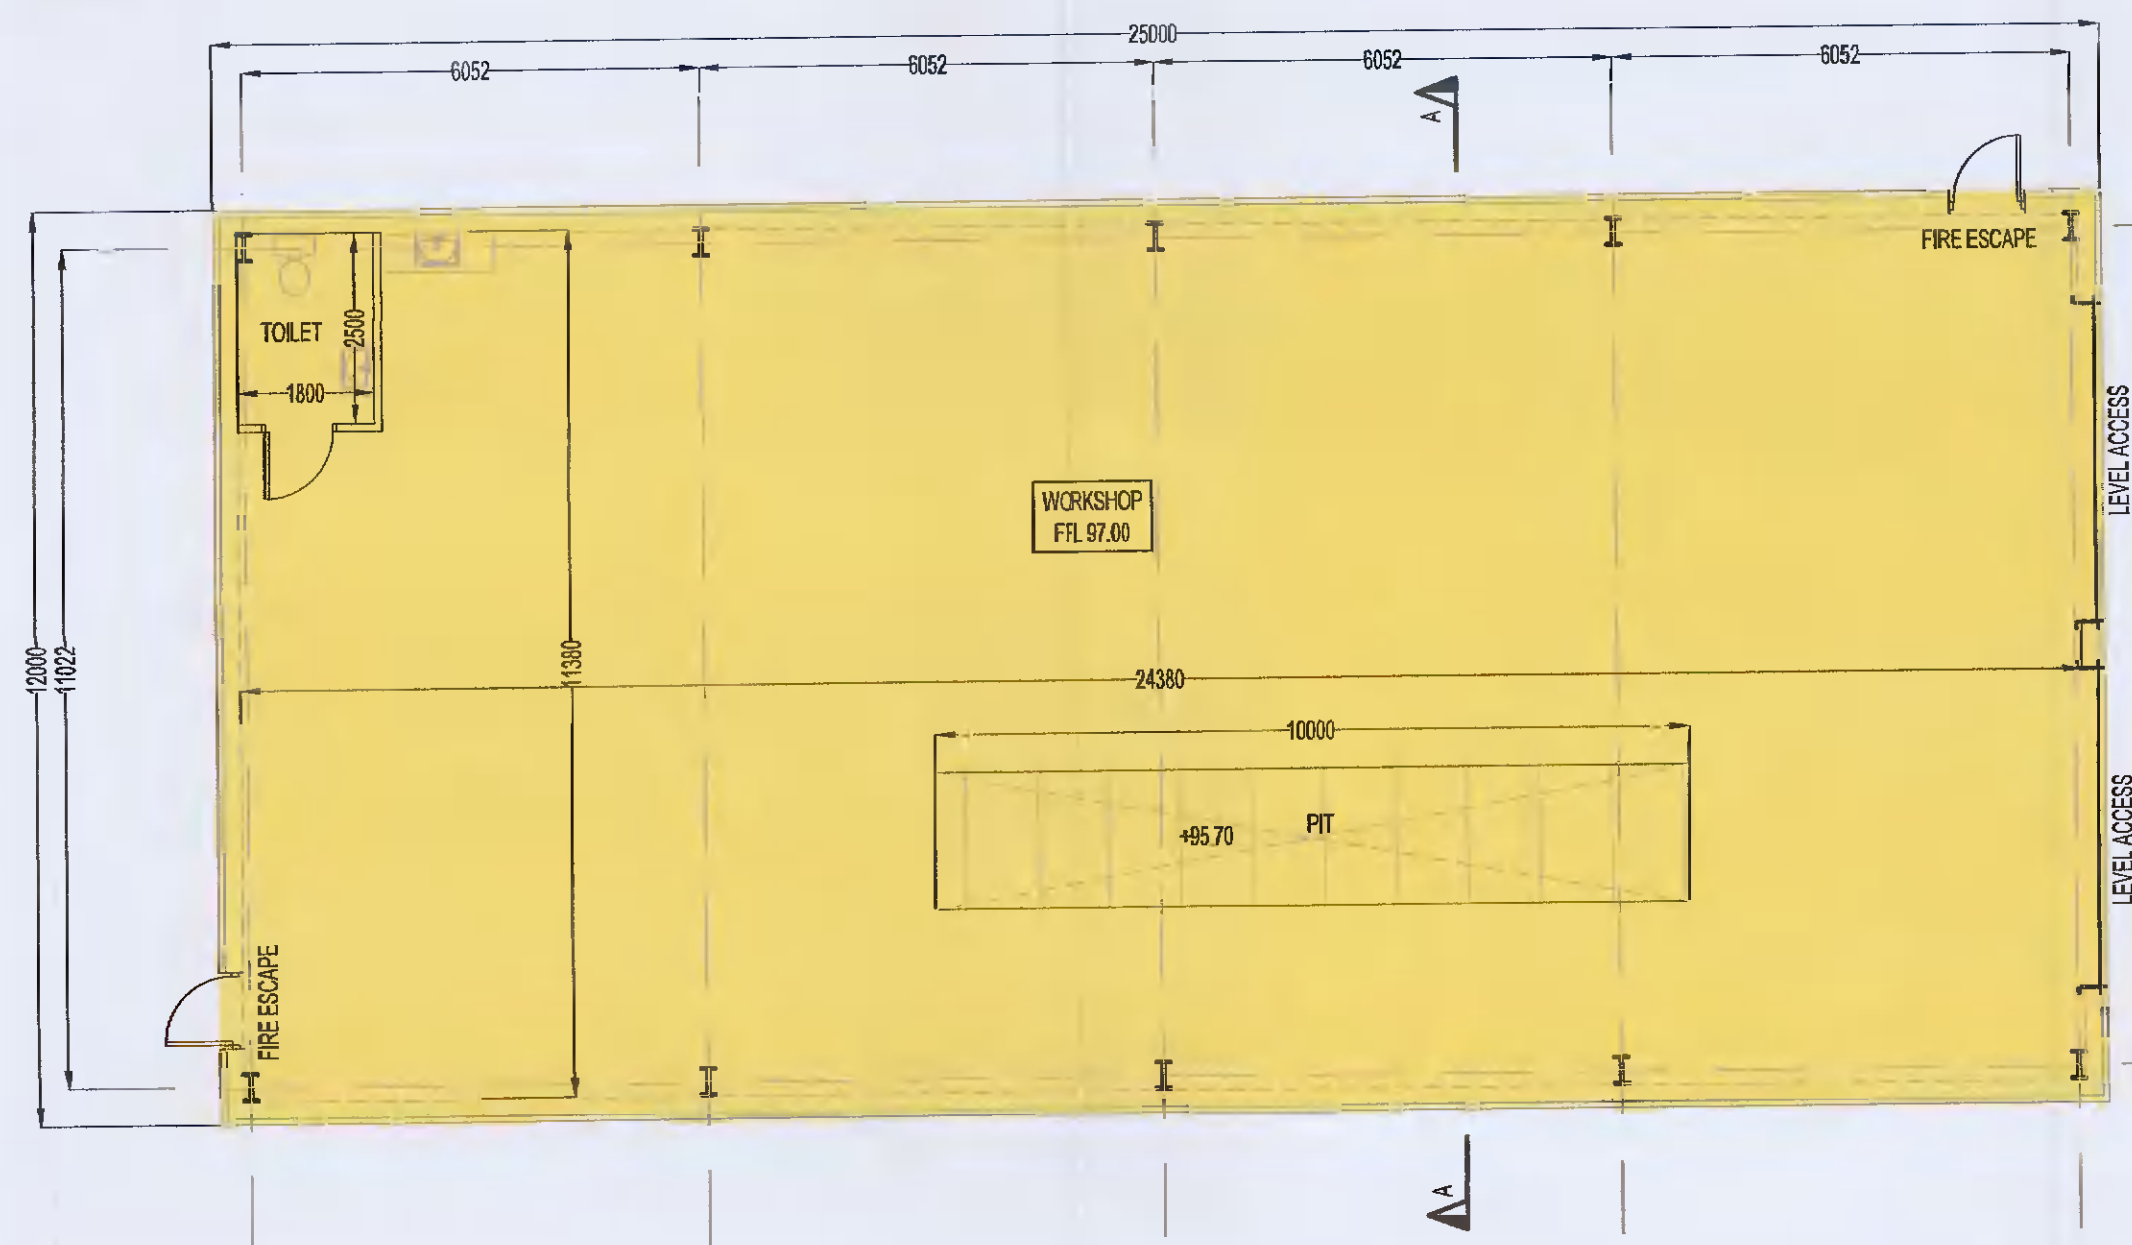 25000
6052
6052
6052
6052
A
FIRE ESCAPE
TOILET
2500
1800
LEVEL ACCESS
WORKSHOP
FFL 97.00
12000
11022
11380
24380
10000
PIT
+95.70
LEVEL ACCESS
FIRE ESCAPE
A